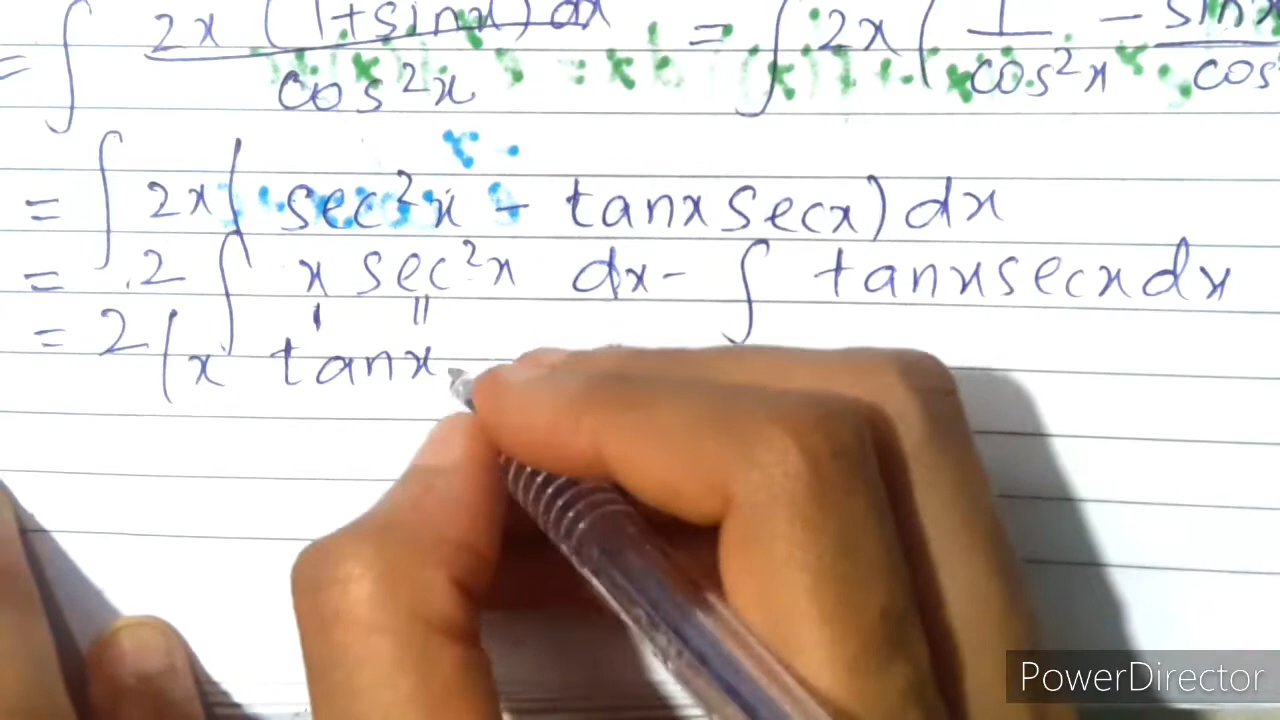 = ∫ 2x (1+sinx) dx / cos²x = ∫ 2x ( 1/cos²x - sinx/cos
= ∫ 2x ( sec²x - tanx secx) dx
= 2 ∫ x sec²x dx - ∫ tanx secx dx
I II
= 2 (x tanx
PowerDirector